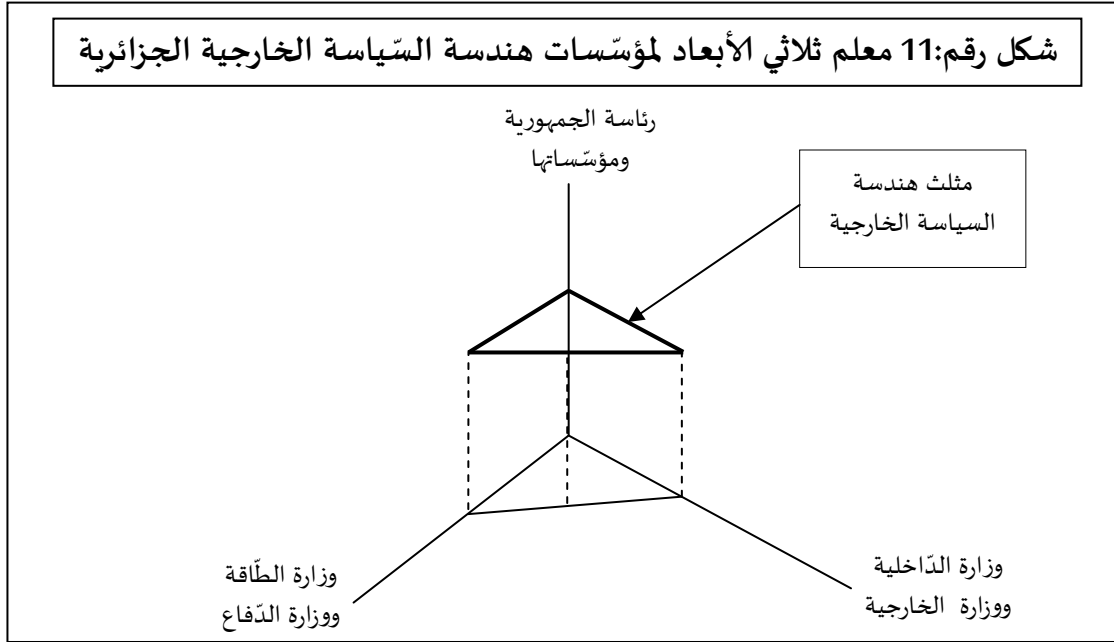 شكل رقم:11 معلم ثلاثي الأبعاد لمؤسّسات هندسة السّياسة الخارجية الجزائرية
رئاسة الجمهورية
ومؤسّساتها
مثلث هندسة
السياسة الخارجية
وزارة الدّاخلية
ووزارة الخارجية
وزارة الطّاقة
ووزارة الدّفاع